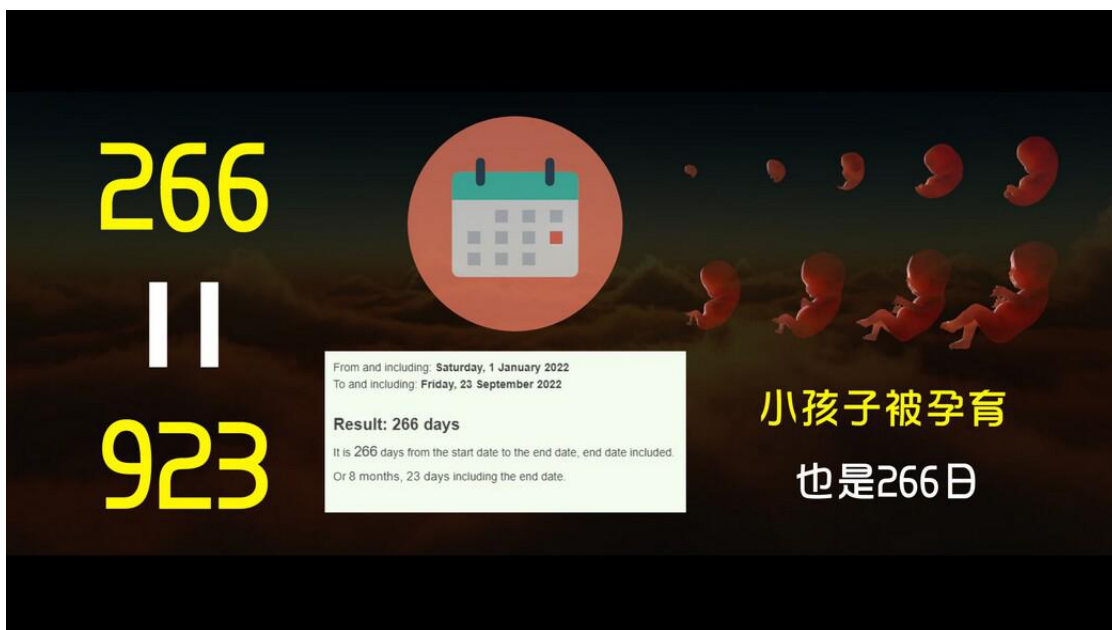 266
=
923
From and including: Saturday, 1 January 2022
To and including: Friday, 23 September 2022
Result: 266 days
It is 266 days from the start date to the end date, end date included.
Or 8 months, 23 days including the end date.
小孩子被孕育
也是266日